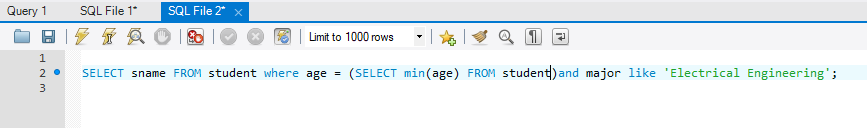 Query 1 SQL File 1* SQL File 2* ×
Limit to 1000 rows
1
2 SELECT sname FROM student where age = (SELECT min(age) FROM student)and major like 'Electrical Engineering';
3